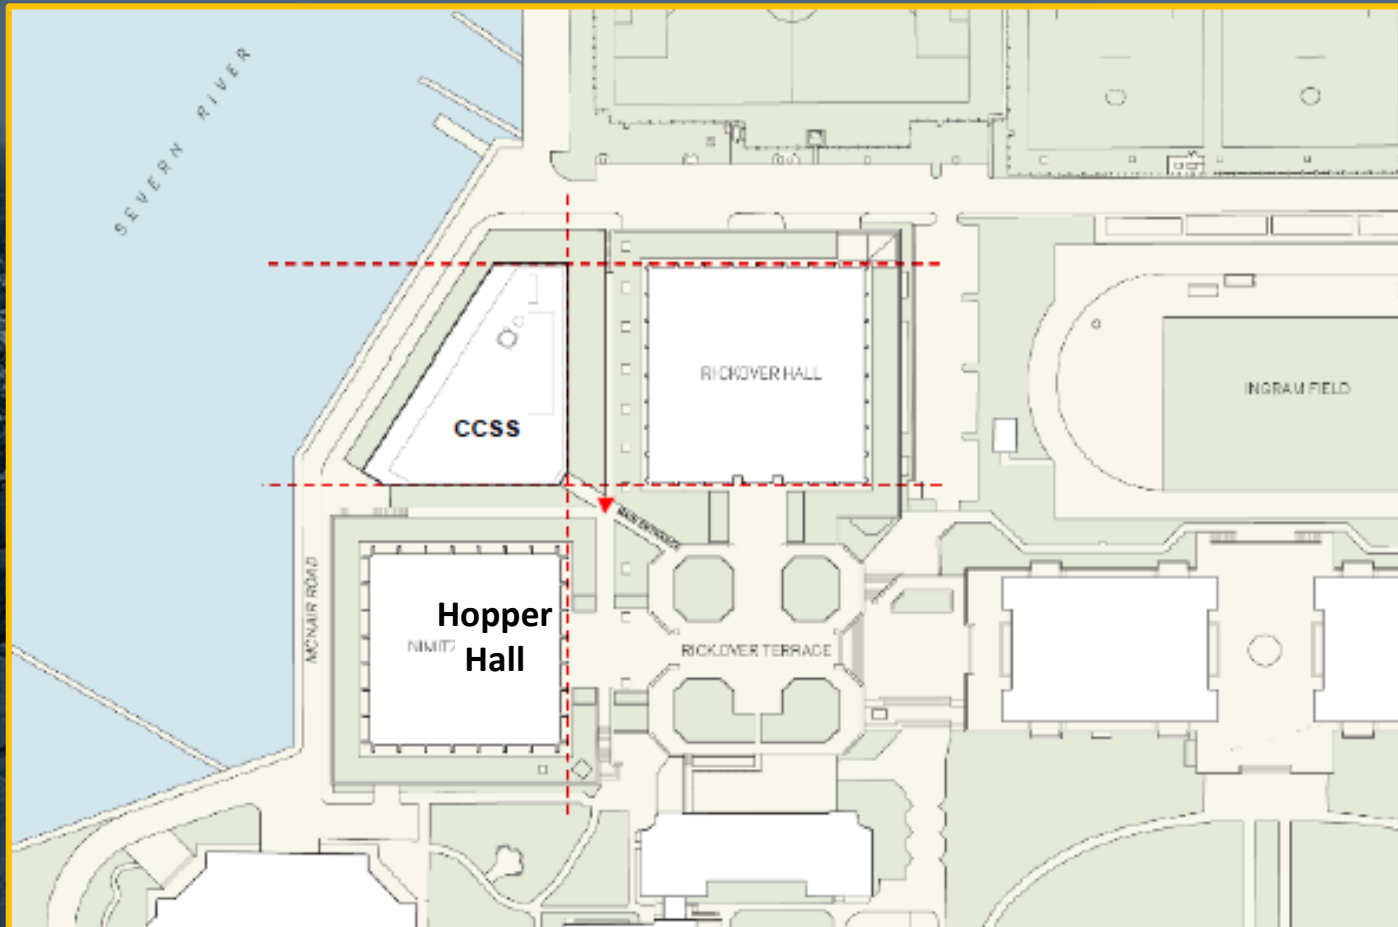 SEVERN RIVER
RICKOVER HALL
INGRAM FIELD
CCSS
MAIN ENTRANCE
MCNAIR ROAD
Hopper
NIMITZ
Hall
RICKOVER TERRACE